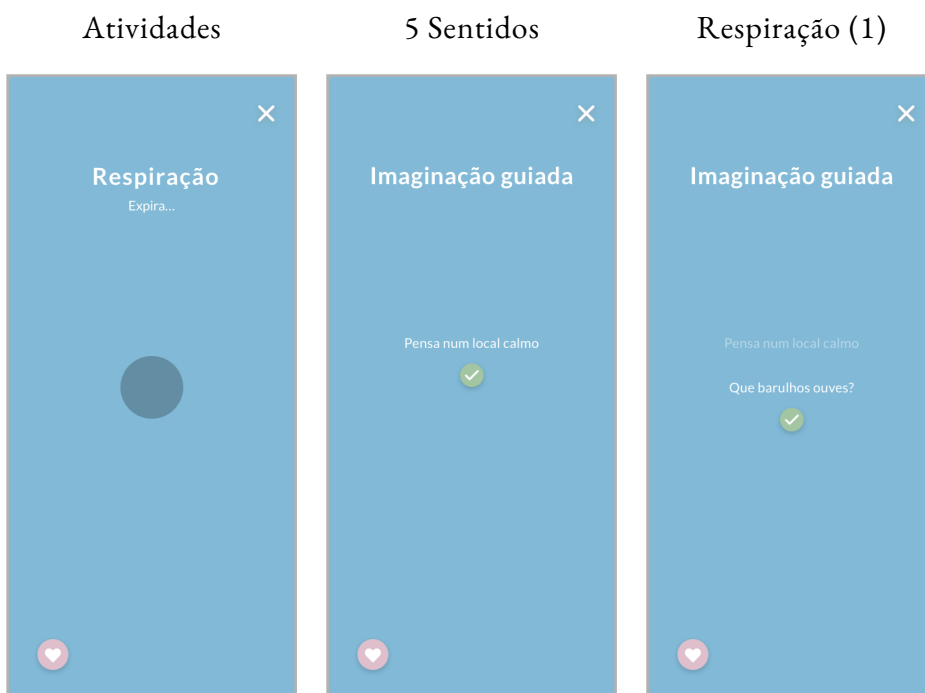 Atividades
5 Sentidos
Respiração (1)
Respiração
Expira...
Imaginação guiada
Pensa num local calmo
Imaginação guiada
Pensa num local calmo
Que barulhos ouves?